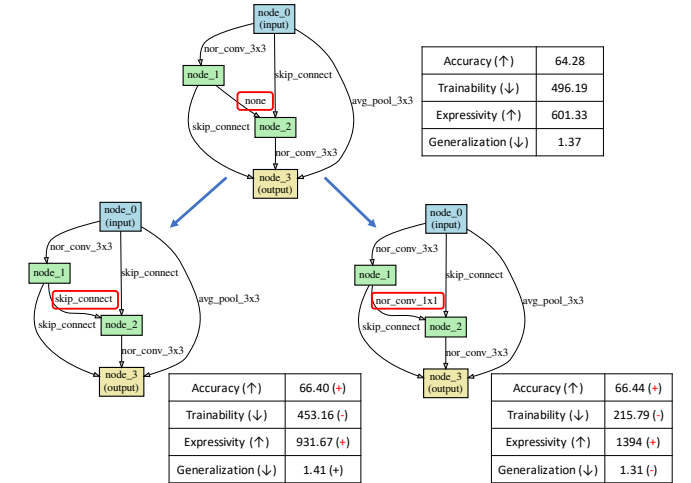 node_0
(input)
nor_conv_3x3
node_1
skip_connect
none
avg_pool_3x3
skip_connect
node_2
nor_conv_3x3
node_3
(output)
Accuracy (↑) 64.28
Trainability (↓) 496.19
Expressivity (↑) 601.33
Generalization (↓) 1.37
node_0
(input)
nor_conv_3x3
node_1
skip_connect
skip_connect
avg_pool_3x3
skip_connect
node_2
nor_conv_3x3
node_3
(output)
Accuracy (↑) 66.40 (+)
Trainability (↓) 453.16 (-)
Expressivity (↑) 931.67 (+)
Generalization (↓) 1.41 (+)
node_0
(input)
nor_conv_3x3
node_1
skip_connect
nor_conv_1x1
avg_pool_3x3
skip_connect
node_2
nor_conv_3x3
node_3
(output)
Accuracy (↑) 66.44 (+)
Trainability (↓) 215.79 (-)
Expressivity (↑) 1394 (+)
Generalization (↓) 1.31 (-)